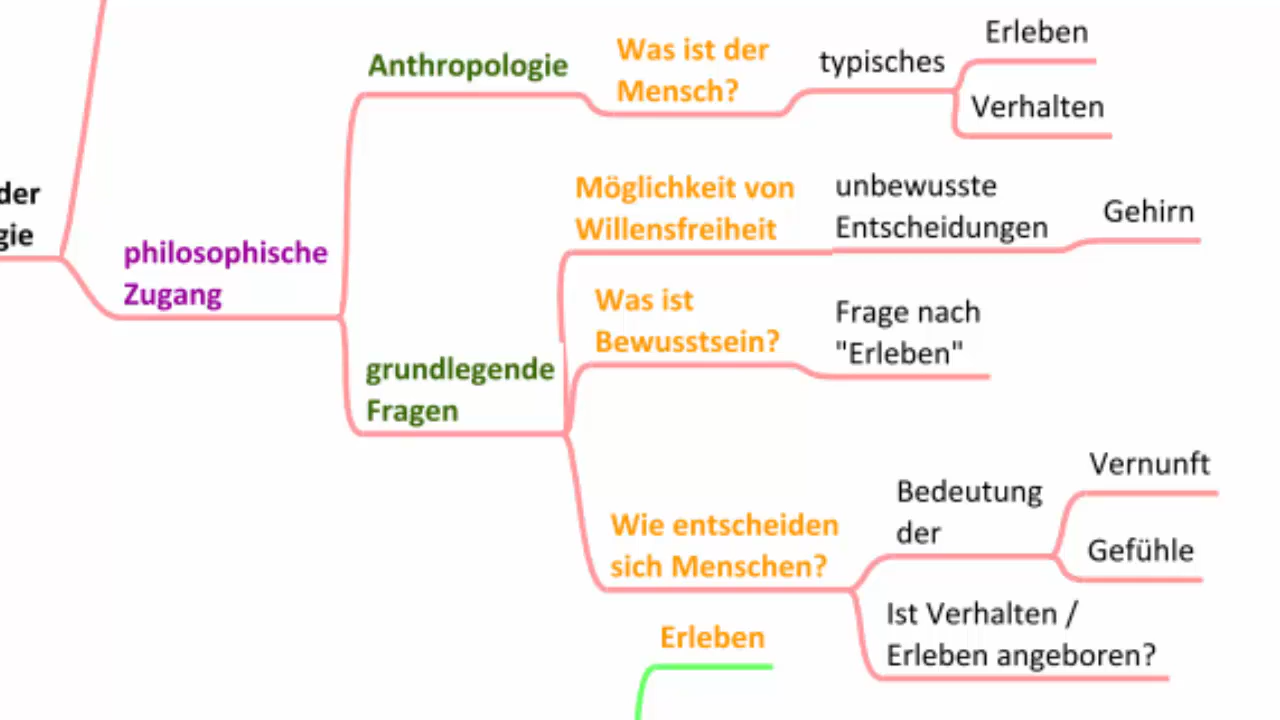 der
philosophische
Zugang
Anthropologie
Was ist der
Mensch?
typisches
Erleben
Verhalten
grundlegende
Fragen
Möglichkeit von
Willensfreiheit
unbewusste
Entscheidungen
Gehirn
Was ist
Bewusstsein?
Frage nach
"Erleben"
Wie entscheiden
sich Menschen?
Bedeutung
der
Vernunft
Gefühle
Ist Verhalten /
Erleben angeboren?
Erleben